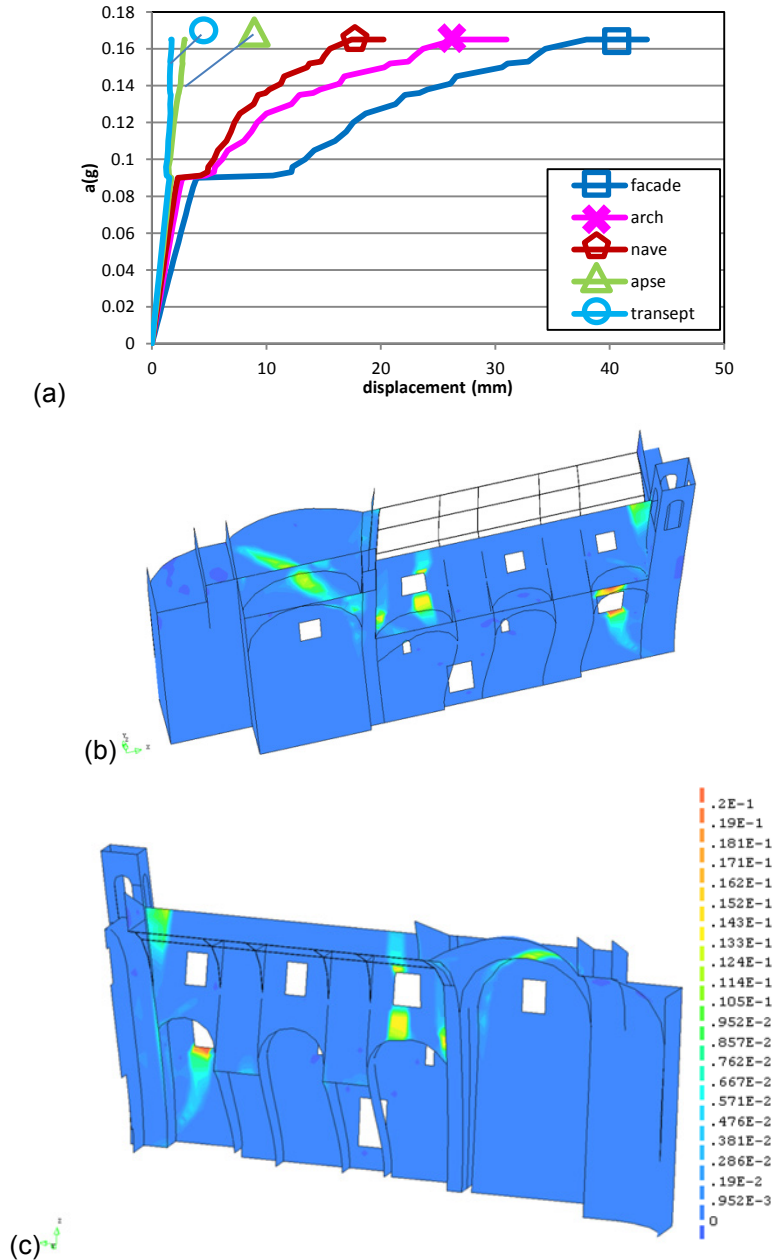 0.18
0.16
0.14
0.12
0.1
0.08
0.06
0.04
0.02
0
a(g)
0 10 20 30 40 50
displacement (mm)
facade
arch
nave
apse
transept
(a)
(b)
X
.2E-1
.19E-1
.181E-1
.171E-1
.162E-1
.152E-1
.143E-1
.133E-1
.124E-1
.114E-1
.105E-1
.952E-2
.857E-2
.762E-2
.667E-2
.571E-2
.476E-2
.381E-2
.286E-2
.19E-2
.952E-3
0
(c)